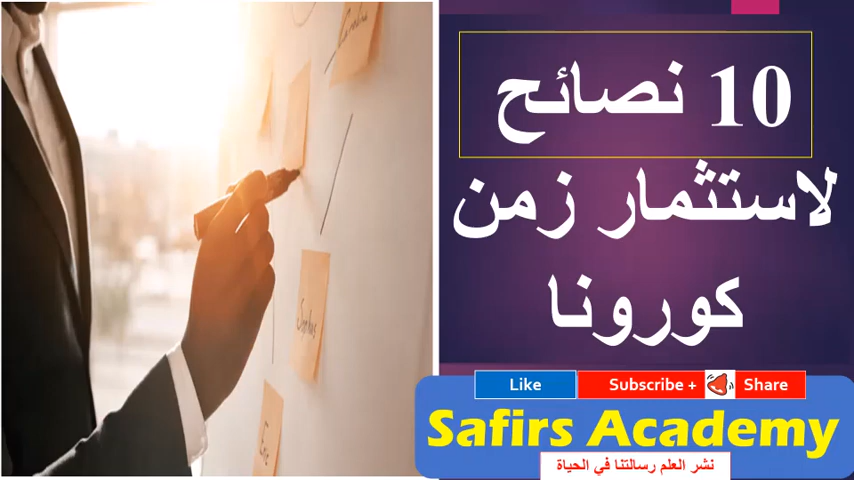 10 نصائح
لاستثمار زمن
كورونا
Like
Subscribe +
Share
Safirs Academy
نشر العلم رسالتنا في الحياة